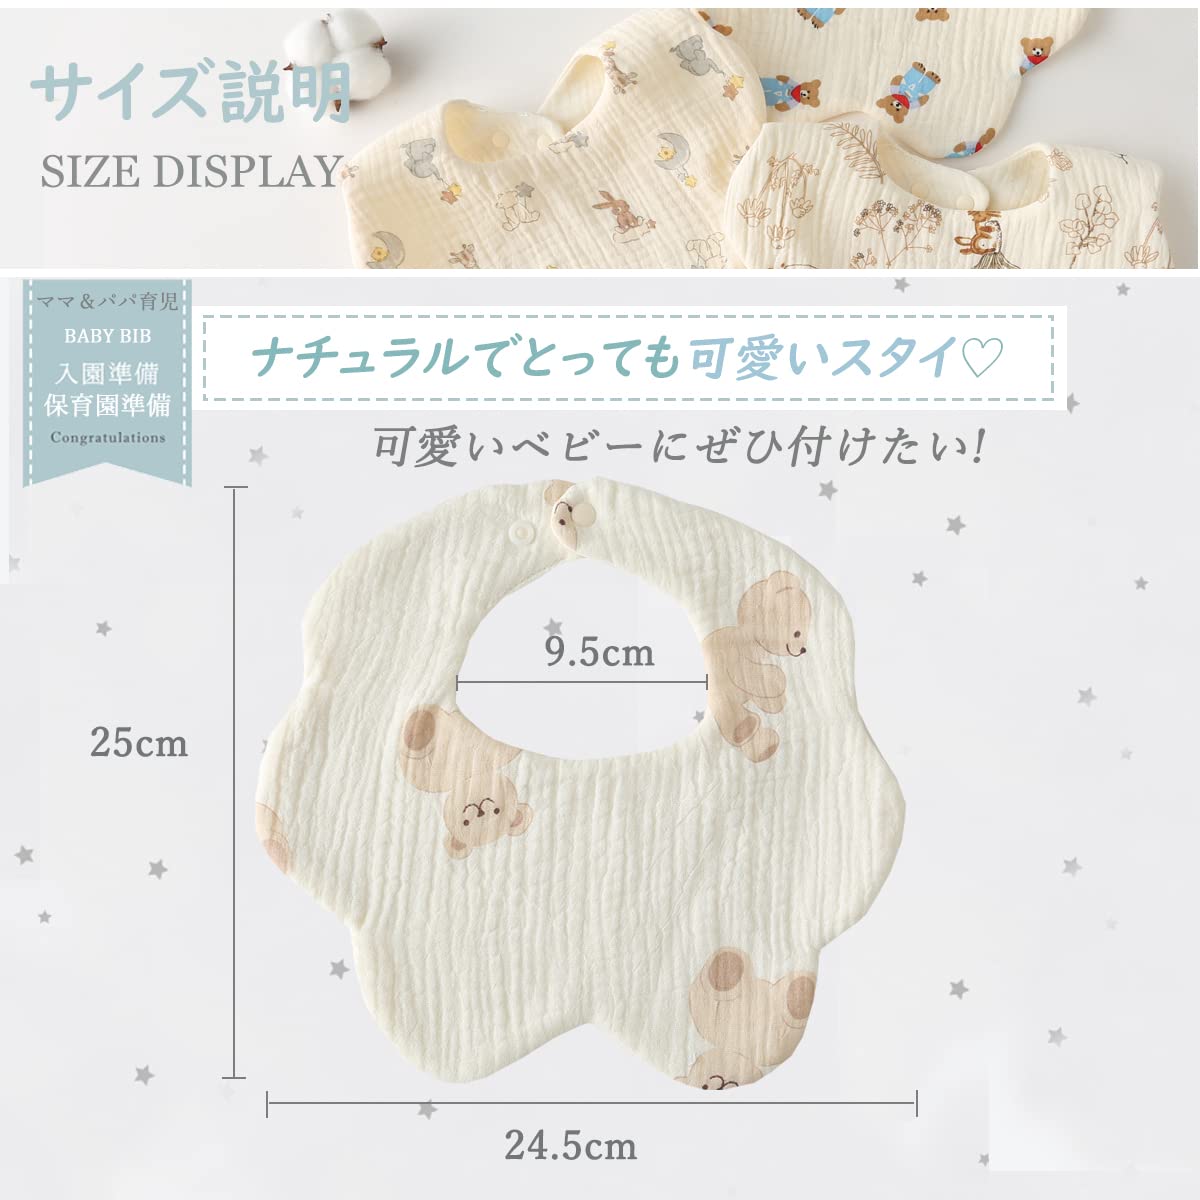 サイズ説明
SIZE DISPLAY
ママ＆パパ育児
BABY BIB
入園準備
保育園準備
Congratulations
ナチュラルでとっても可愛いスタイ♡
可愛いベビーにぜひ付けたい!
9.5cm
25cm
24.5cm